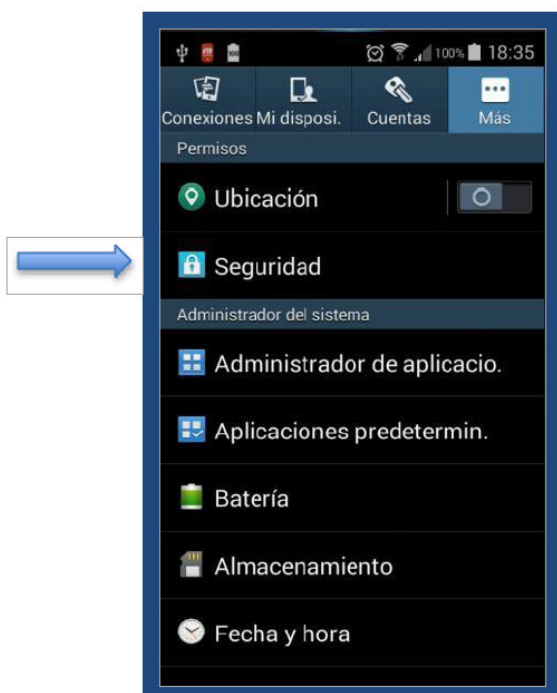 100% 18:35
Conexiones Mi disposi. Cuentas Más
Permisos
Ubicación
Seguridad
Administrador del sistema
Administrador de aplicacio.
Aplicaciones predetermin.
Batería
Almacenamiento
Fecha y hora